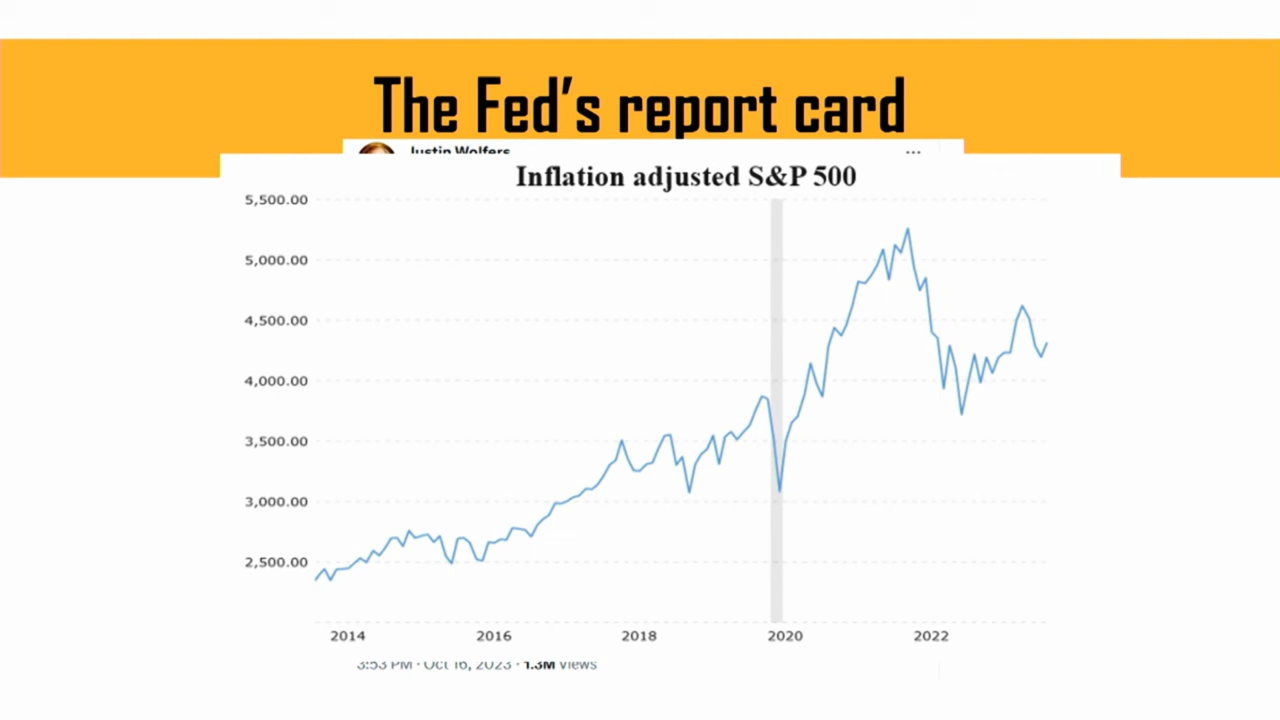 The Fed's report card
Justin Wolfers
...
Inflation adjusted S&P 500
5,500.00
5,000.00
4,500.00
4,000.00
3,500.00
3,000.00
2,500.00
2014 2016 2018 2020 2022
3:53 PM · Oct 16, 2023 · 1.3M Views